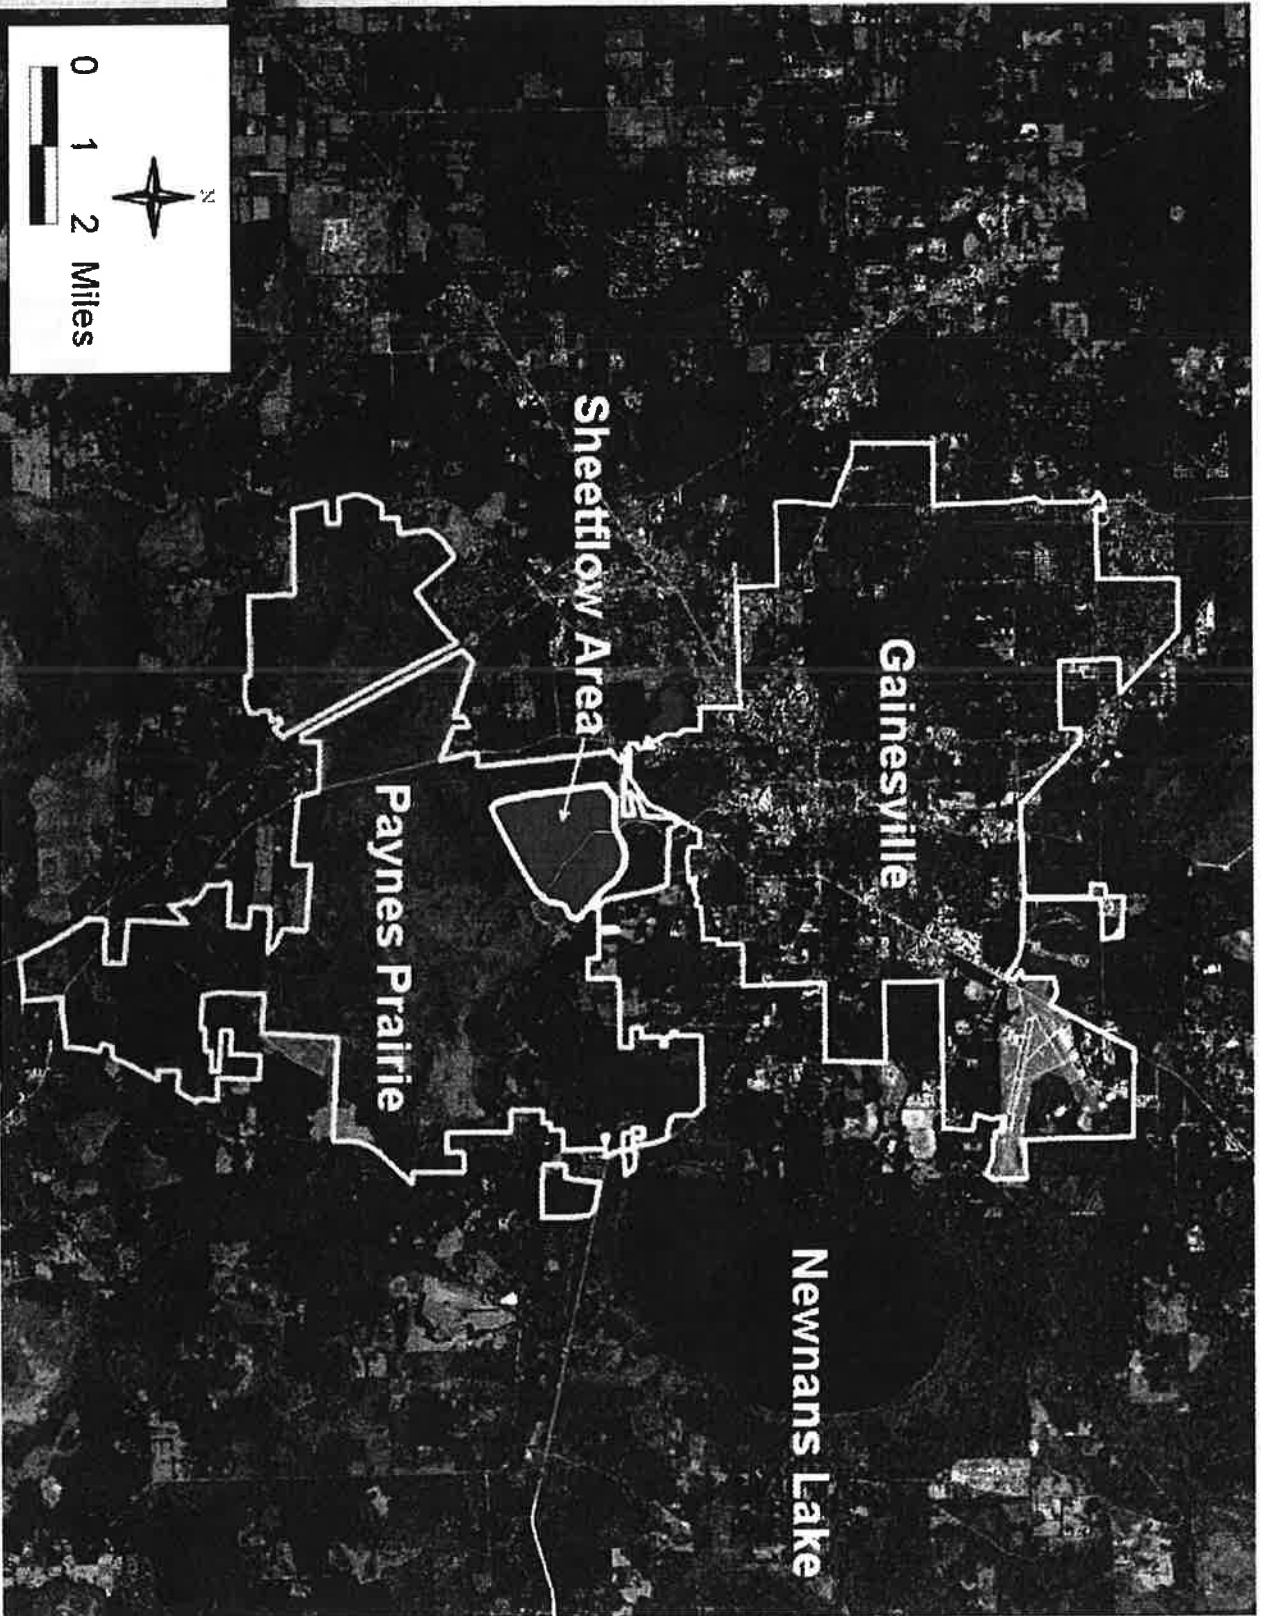 Gainesville
Newnans Lake
Sheetflow Area
Paynes Prairie
N
0 1 2 Miles